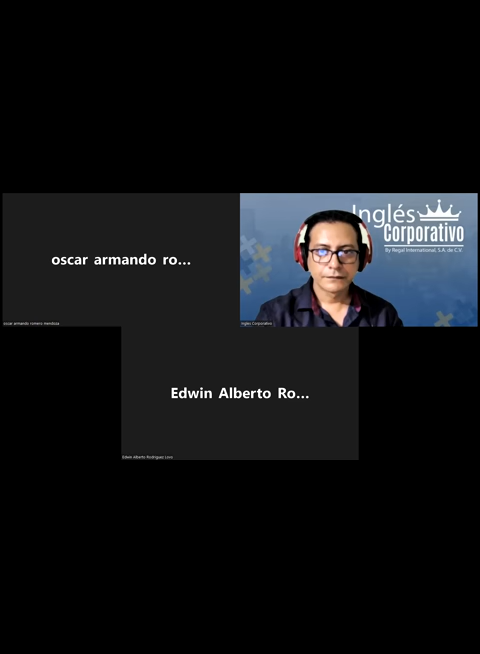 oscar armando ro...
oscar armando romero mendoza
Inglés
Corporativo
By Regal International, S.A. de C.V.
Inglés Corporativo
Edwin Alberto Ro...
Edwin Alberto Rodriguez Lovo